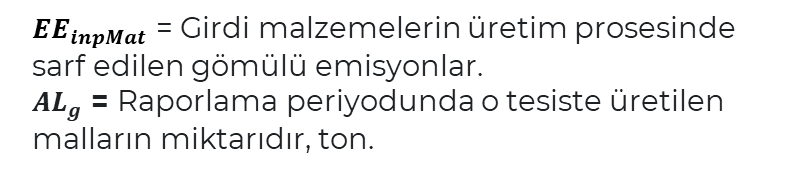 EE_inpMat = Girdi malzemelerin üretim prosesinde
sarf edilen gömülü emisyonlar.
AL_g = Raporlama periyodunda o tesiste üretilen
malların miktarıdır, ton.